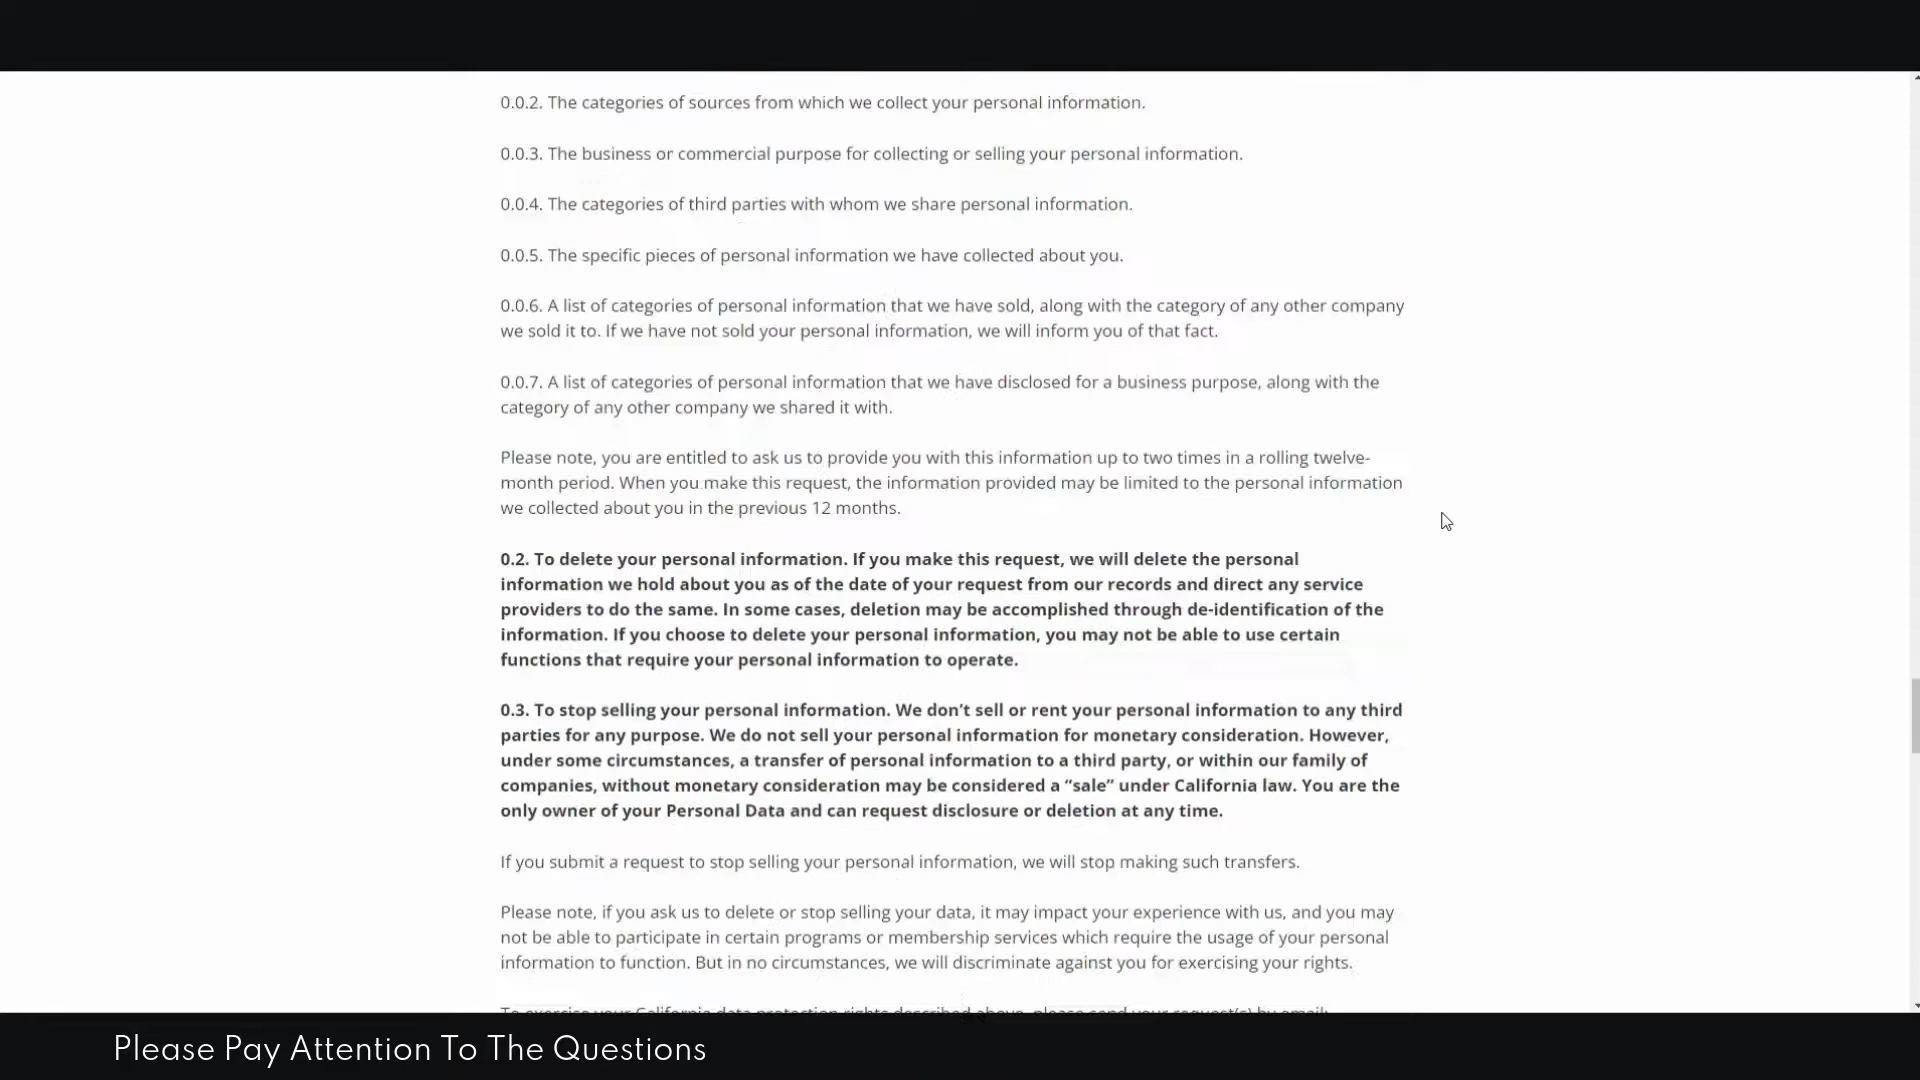 0.0.2. The categories of sources from which we collect your personal information.
0.0.3. The business or commercial purpose for collecting or selling your personal information.
0.0.4. The categories of third parties with whom we share personal information.
0.0.5. The specific pieces of personal information we have collected about you.
0.0.6. A list of categories of personal information that we have sold, along with the category of any other company
we sold it to. If we have not sold your personal information, we will inform you of that fact.
0.0.7. A list of categories of personal information that we have disclosed for a business purpose, along with the
category of any other company we shared it with.
Please note, you are entitled to ask us to provide you with this information up to two times in a rolling twelve-
month period. When you make this request, the information provided may be limited to the personal information
we collected about you in the previous 12 months.
0.2. To delete your personal information. If you make this request, we will delete the personal
information we hold about you as of the date of your request from our records and direct any service
providers to do the same. In some cases, deletion may be accomplished through de-identification of the
information. If you choose to delete your personal information, you may not be able to use certain
functions that require your personal information to operate.
0.3. To stop selling your personal information. We don’t sell or rent your personal information to any third
parties for any purpose. We do not sell your personal information for monetary consideration. However,
under some circumstances, a transfer of personal information to a third party, or within our family of
companies, without monetary consideration may be considered a “sale” under California law. You are the
only owner of your Personal Data and can request disclosure or deletion at any time.
If you submit a request to stop selling your personal information, we will stop making such transfers.
Please note, if you ask us to delete or stop selling your data, it may impact your experience with us, and you may
not be able to participate in certain programs or membership services which require the usage of your personal
information to function. But in no circumstances, we will discriminate against you for exercising your rights.
To exercise your California data protection rights described above, please send your request(s) by email:
Please Pay Attention To The Questions